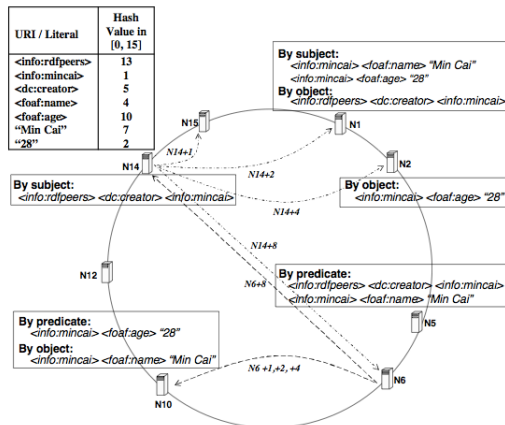 URI / Literal Hash Value in [0, 15]
<info:rdfpeers> 13
<info:mincai> 1
<dc:creator> 5
<foaf:name> 4
<foaf:age> 10
“Min Cai” 7
“28” 2
By subject:
<info:mincai> <foaf:name> “Min Cai”
<info:mincai> <foaf:age> “28”
By object:
<info:rdfpeers> <dc:creator> <info:mincai>
N15
N1
N14+1
N14
N14+2
N2
By subject:
<info:rdfpeers> <dc:creator> <info:mincai>
By object:
<info:mincai> <foaf:age> “28”
N14+4
N14+8
N6+8
N12
By predicate:
<info:rdfpeers> <dc:creator> <info:mincai>
<info:mincai> <foaf:name> “Min Cai”
N5
By predicate:
<info:mincai> <foaf:age> “28”
By object:
<info:mincai> <foaf:name> “Min Cai”
N6 +1, +2, +4
N6
N10